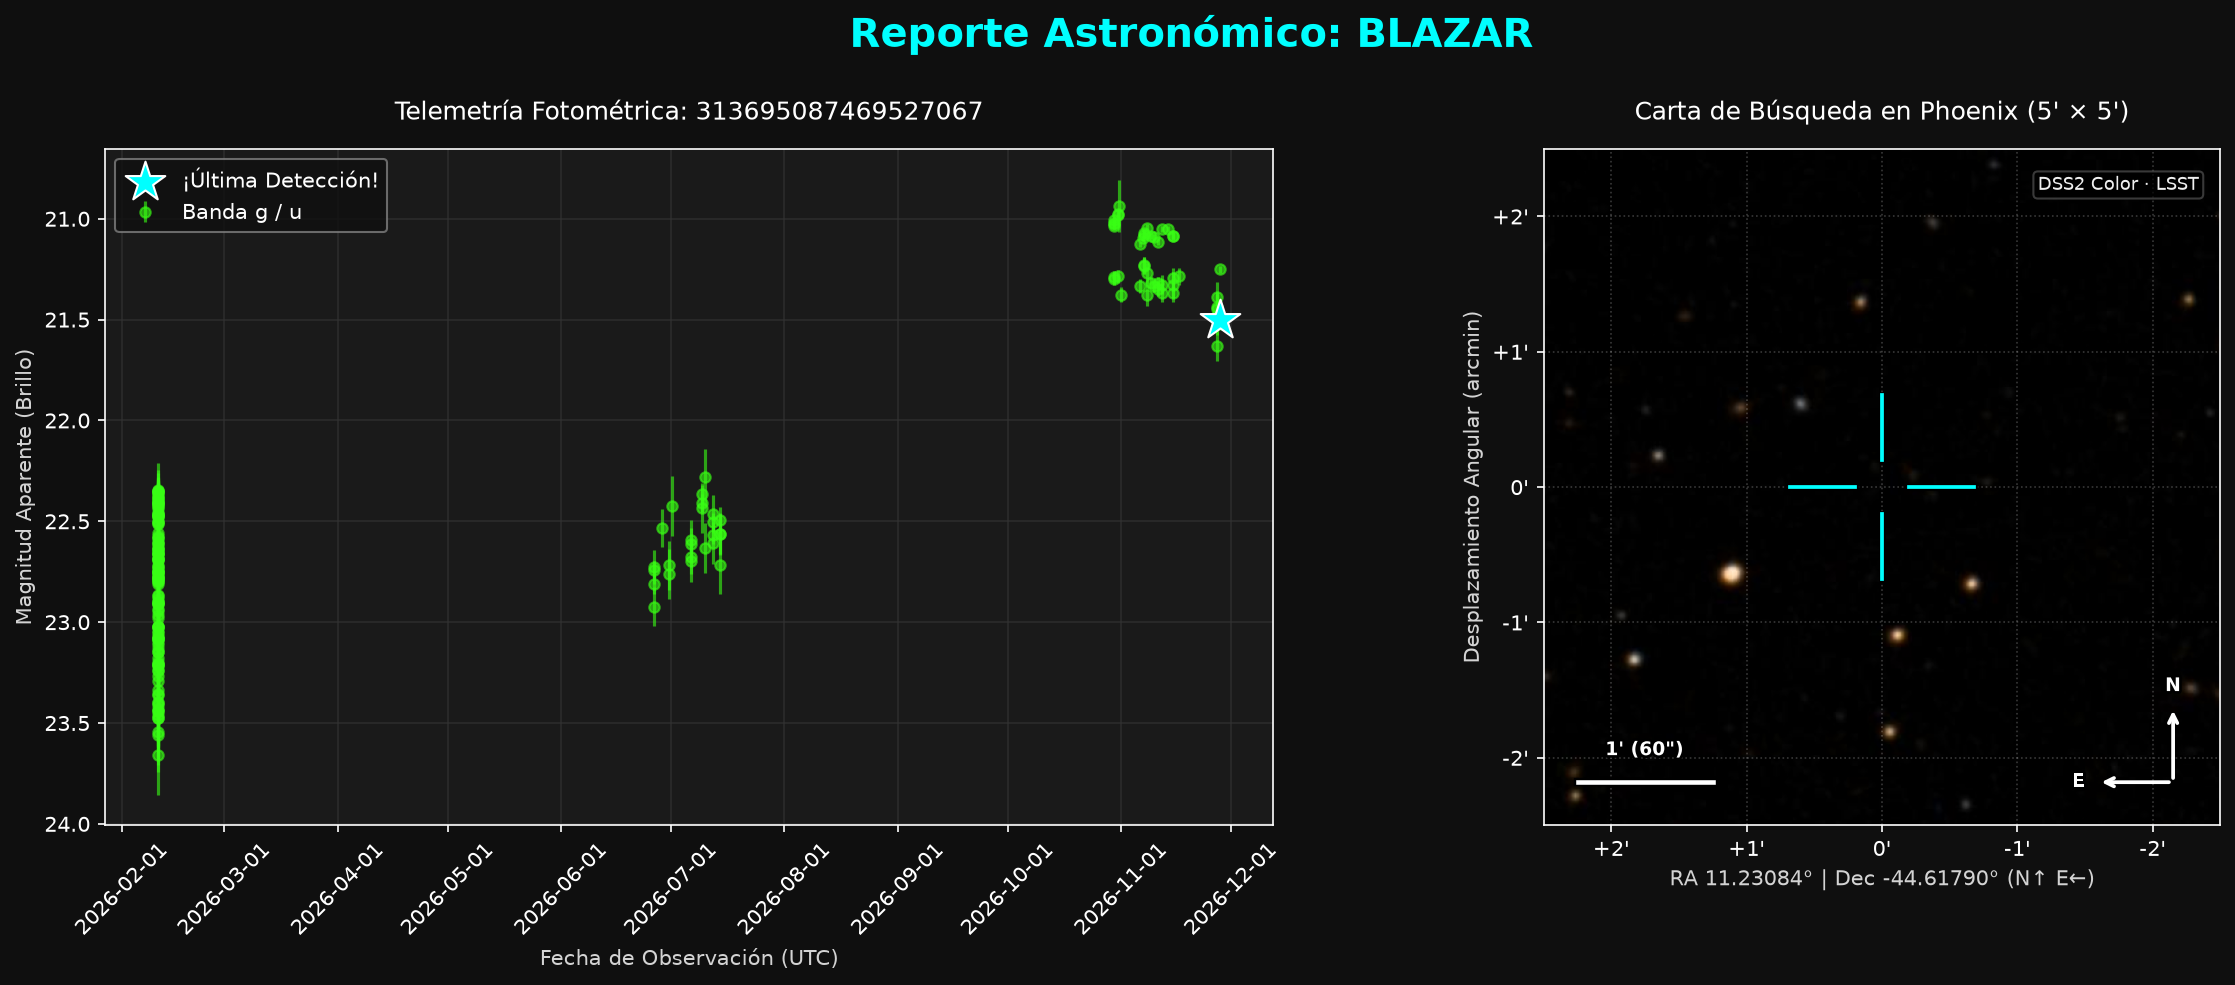 Reporte Astronómico: BLAZAR
Telemetría Fotométrica: 313695087469527067
¡Última Detección!
Banda g / u
Magnitud Aparente (Brillo)
21.0
21.5
22.0
22.5
23.0
23.5
24.0
2026-02-01
2026-03-01
2026-04-01
2026-05-01
2026-06-01
2026-07-01
2026-08-01
2026-09-01
2026-10-01
2026-11-01
2026-12-01
Fecha de Observación (UTC)
Carta de Búsqueda en Phoenix (5' × 5')
DSS2 Color · LSST
Desplazamiento Angular (arcmin)
+2'
+1'
0'
-1'
-2'
N
E
1' (60")
+2'
+1'
0'
-1'
-2'
RA 11.23084° | Dec -44.61790° (N↑ E←)